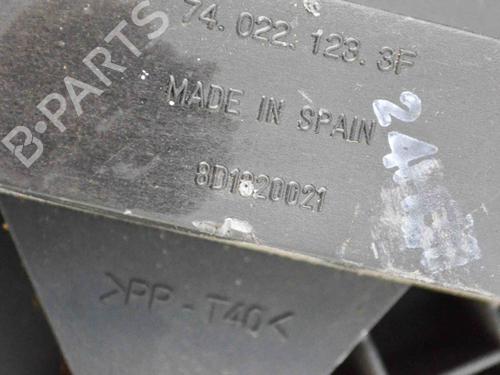 B-PARTS
74.022.123.3F
MADE IN SPAIN
8D1820021
>PP-T40<